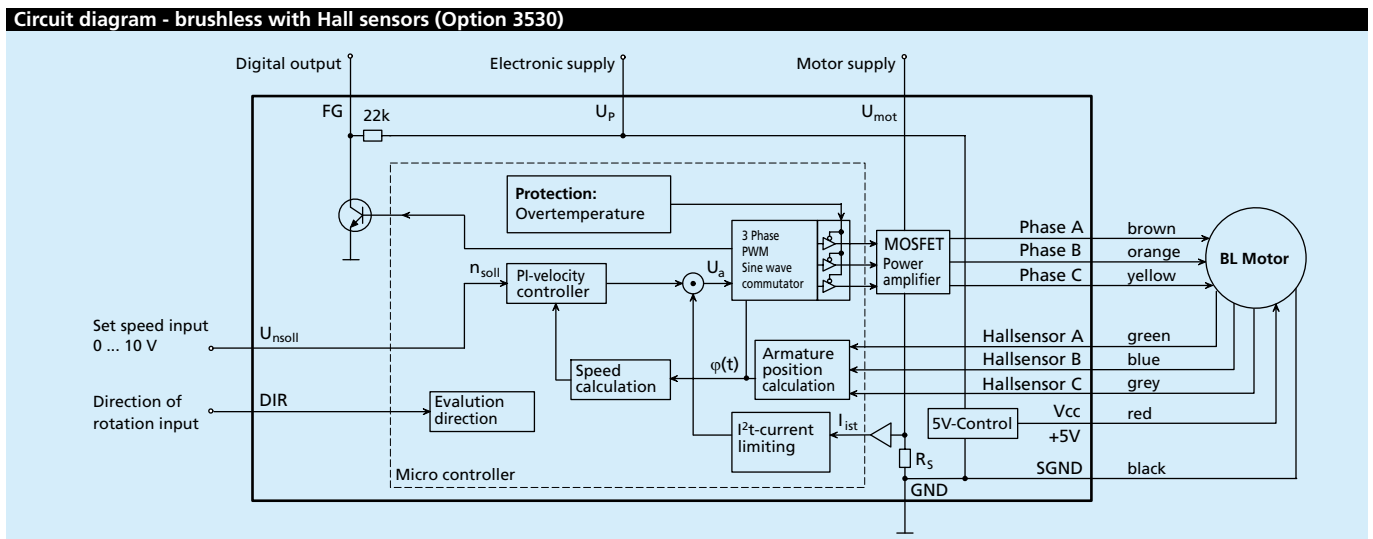 Circuit diagram - brushless with Hall sensors (Option 3530)
Digital output
Electronic supply
Motor supply
FG
22k
UP
Umot
Protection:
Overtemperature
3 Phase
PWM
Sine wave
commutator
MOSFET
Power
amplifier
Phase A
brown
Phase B
orange
Phase C
yellow
BL Motor
nsoll
PI-velocity
controller
Ua
Set speed input
0 ... 10 V
Unsoll
Hallsensor A
green
Hallsensor B
blue
Hallsensor C
grey
Speed
calculation
φ(t)
Armature
position
calculation
Direction of
rotation input
DIR
Evalution
direction
I²t-current
limiting
Iist
5V-Control
Vcc
+5V
red
RS
SGND
black
Micro controller
GND